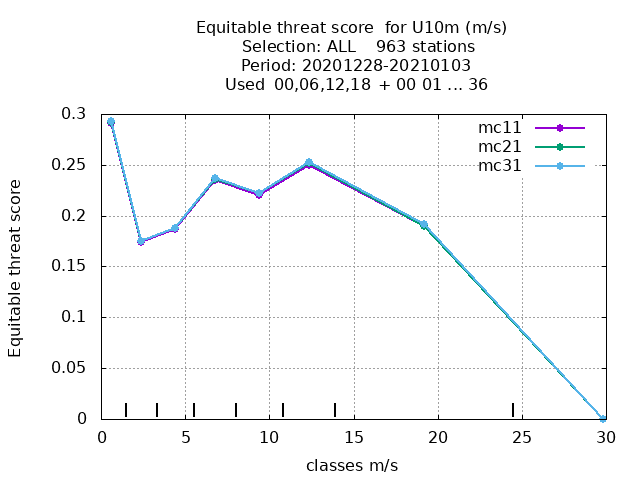 Equitable threat score  for U10m (m/s)
Selection: ALL    963 stations
Period: 20201228-20210103
Used  00,06,12,18  + 00 01 ... 36
mc11
mc21
mc31
Equitable threat score
0.3
0.25
0.2
0.15
0.1
0.05
0
0 5 10 15 20 25 30
classes m/s